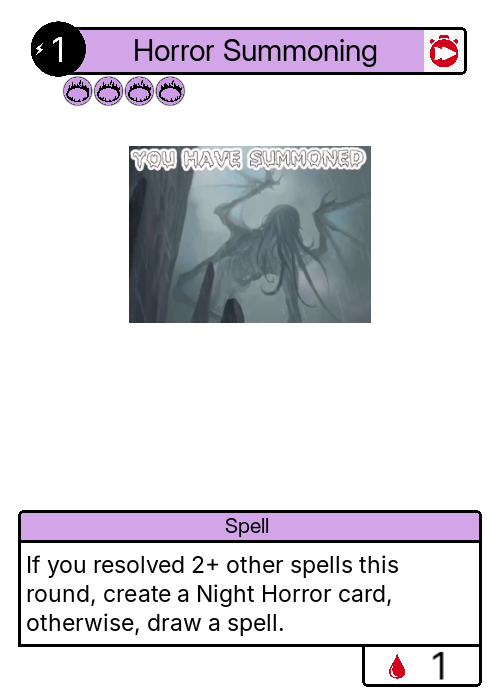 1 Horror Summoning
YOU HAVE SUMMONED
Spell
If you resolved 2+ other spells this
round, create a Night Horror card,
otherwise, draw a spell.
1